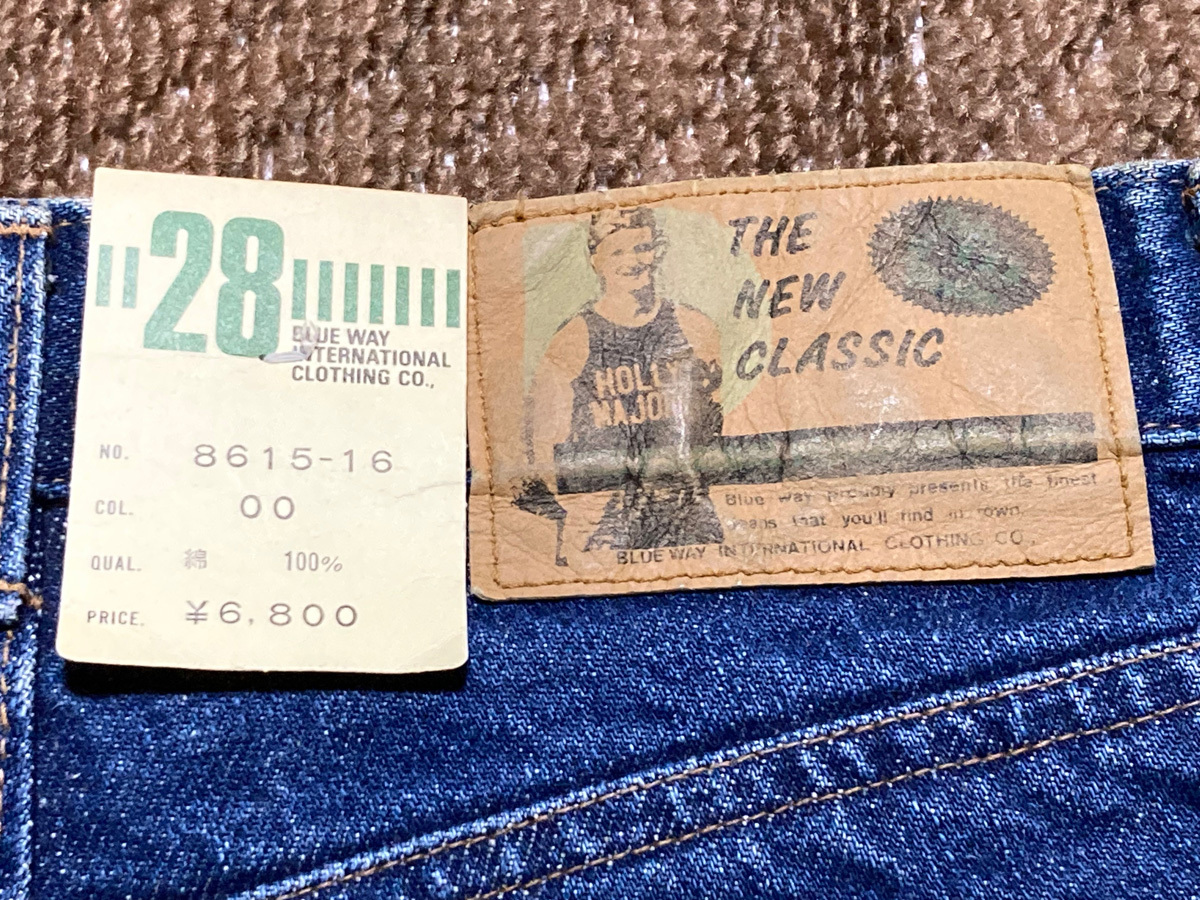 28
BLUE WAY
INTERNATIONAL
CLOTHING CO.,
NO. 8615-16
COL. 00
QUAL. 綿 100%
PRICE. ¥6,800
THE
NEW
CLASSIC
HOLLY
MAJOR
Blue way proudly presents the finest
jeans that you'll find in town.
BLUE WAY INTERNATIONAL CLOTHING CO.,